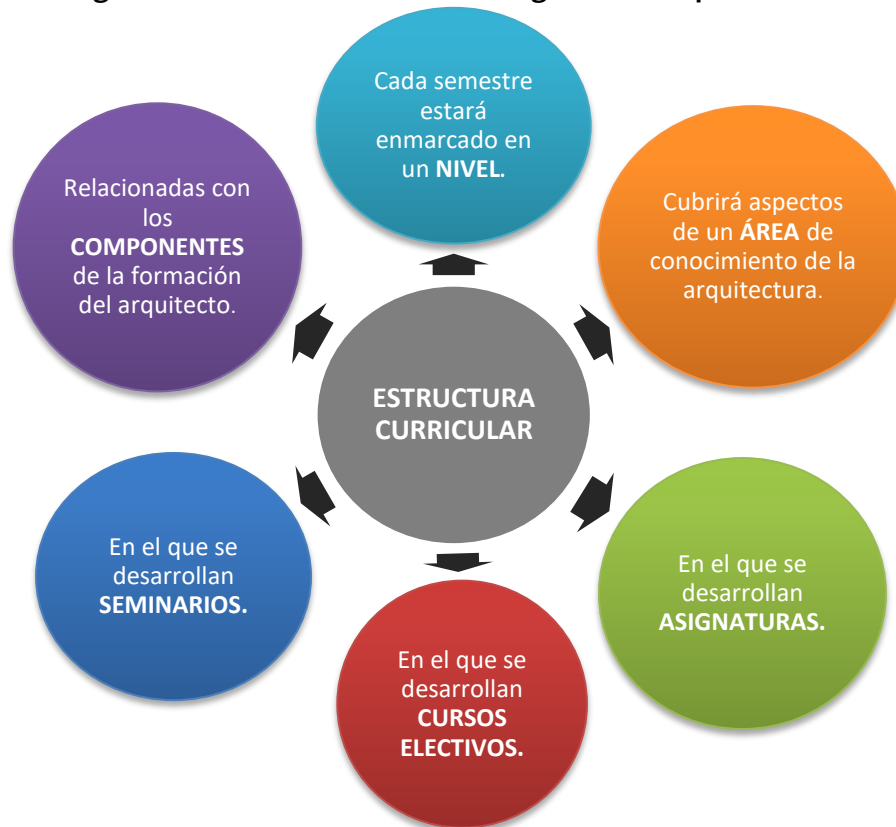 Cada semestre
estará
enmarcado en
un NIVEL.
Cubrirá aspectos
de un ÁREA de
conocimiento de la
arquitectura.
En el que se
desarrollan
ASIGNATURAS.
En el que se
desarrollan
CURSOS
ELECTIVOS.
En el que se
desarrollan
SEMINARIOS.
Relacionadas con
los
COMPONENTES
de la formación
del arquitecto.
ESTRUCTURA
CURRICULAR